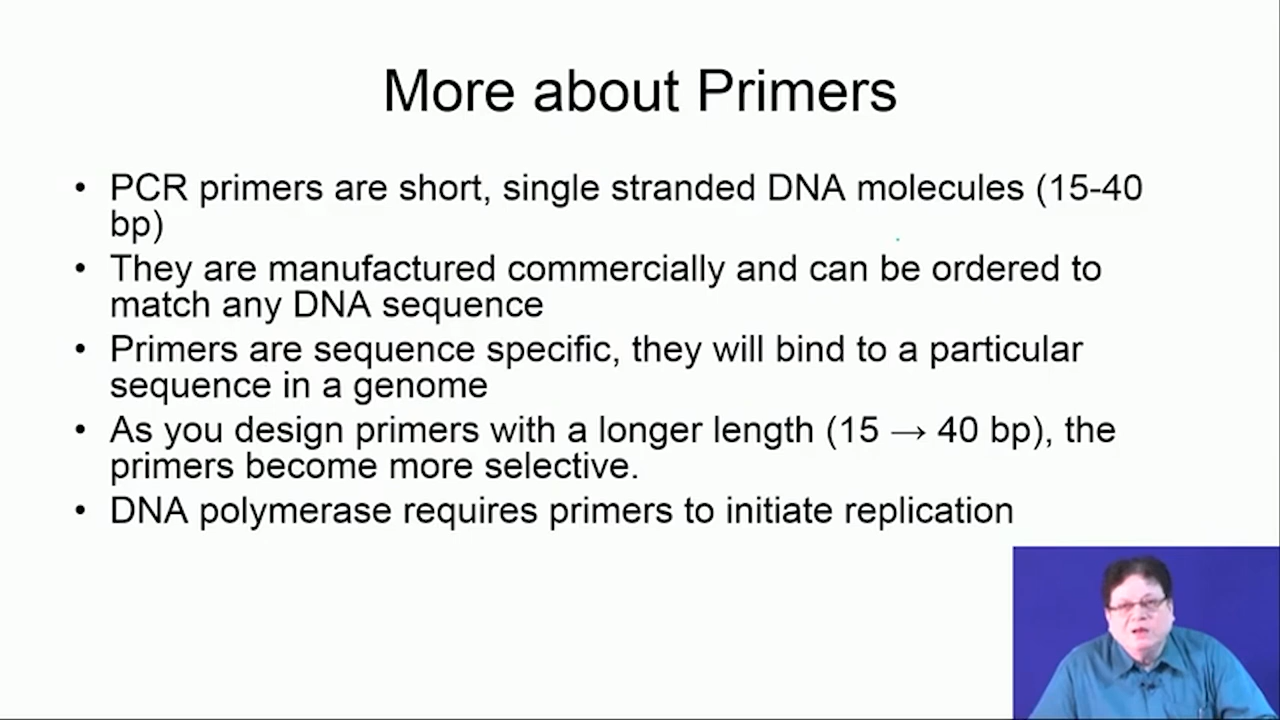 More about Primers
• PCR primers are short, single stranded DNA molecules (15-40
bp)
• They are manufactured commercially and can be ordered to
match any DNA sequence
• Primers are sequence specific, they will bind to a particular
sequence in a genome
• As you design primers with a longer length (15 → 40 bp), the
primers become more selective.
• DNA polymerase requires primers to initiate replication